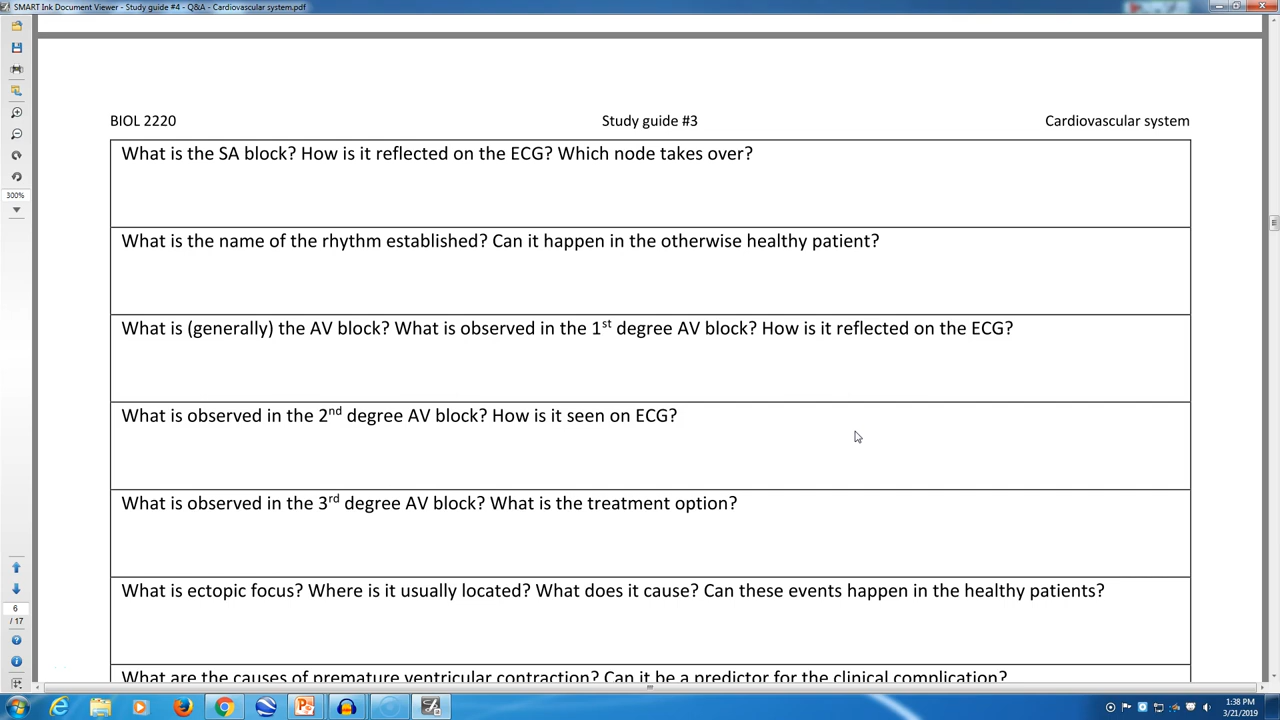 SMART Ink Document Viewer - Study guide #4 - Q&A - Cardiovascular system.pdf
BIOL 2220 Study guide #3 Cardiovascular system
What is the SA block? How is it reflected on the ECG? Which node takes over?
What is the name of the rhythm established? Can it happen in the otherwise healthy patient?
What is (generally) the AV block? What is observed in the 1st degree AV block? How is it reflected on the ECG?
What is observed in the 2nd degree AV block? How is it seen on ECG?
What is observed in the 3rd degree AV block? What is the treatment option?
What is ectopic focus? Where is it usually located? What does it cause? Can these events happen in the healthy patients?
What are the causes of premature ventricular contraction? Can it be a predictor for the clinical complication?
300%
6
/ 17
1:38 PM
3/21/2019